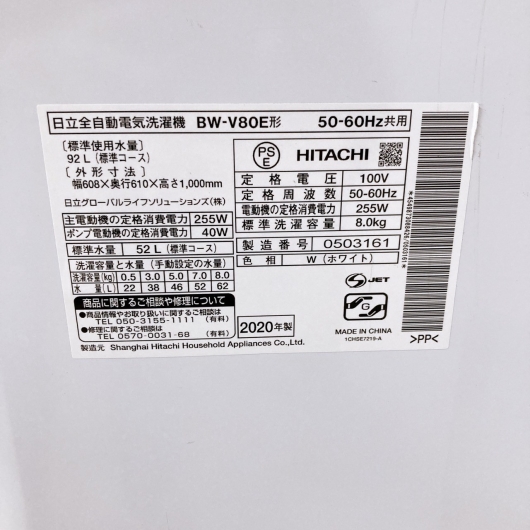 日立全自動電気洗濯機 BW-V80E形 50-60Hz共用
〔標準使用水量〕
92L（標準コース）
〔外形寸法〕
幅608×奥行610×高さ1,000mm
日立グローバルライフソリューションズ(株)
主電動機の定格消費電力 255W
ポンプ電動機の定格消費電力 40W
標準水量 52L（標準コース）
洗濯容量と水量（手動設定の水量）
洗濯容量(kg) 0.5 3.0 5.0 7.0 8.0
水量(L) 22 38 46 52 62
商品に関するご相談や修理について
●商品情報やお取り扱いに関するご相談
TEL 050-3155-1111（有料）
●修理などに関するご相談
TEL 0570-0031-68（有料）
製造元 Shanghai Hitachi Household Appliances Co.,Ltd.
PS
E
HITACHI
定格電圧 100V
定格周波数 50-60Hz
電動機の定格消費電力 255W
標準洗濯容量 8.0kg
製造番号 0503161
色相 W（ホワイト）
2020年製
S JET
G
MADE IN CHINA
1CHSE7219-A
>PP<